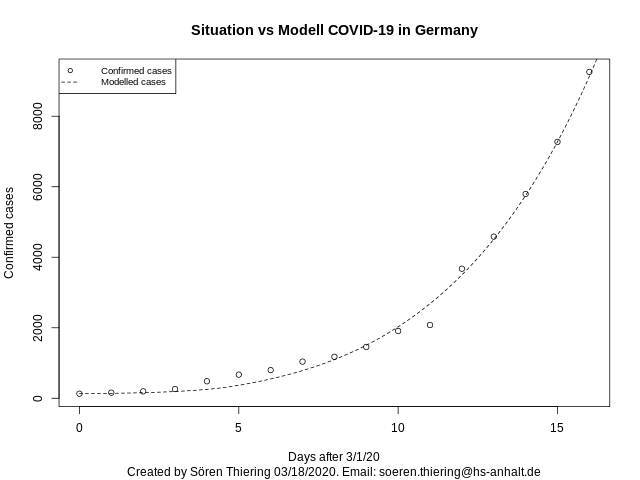 Situation vs Modell COVID-19 in Germany
Confirmed cases
Modelled cases
Confirmed cases
8000
6000
4000
2000
0
0 5 10 15
Days after 3/1/20
Created by Sören Thiering 03/18/2020. Email: soeren.thiering@hs-anhalt.de